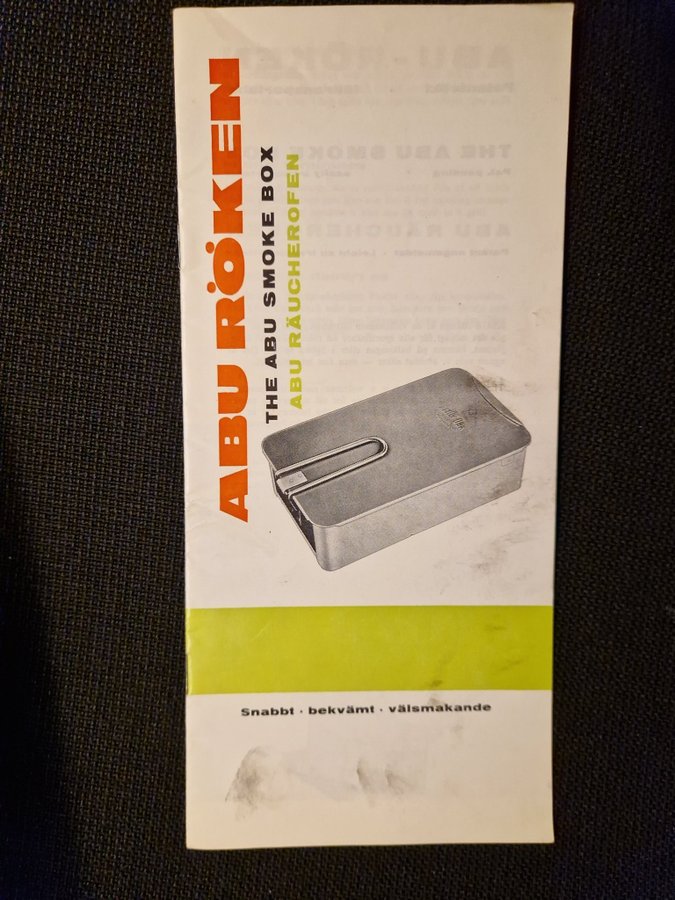 ABU RÖKEN
THE ABU SMOKE BOX
ABU RÄUCHEROFEN
Snabbt · bekvämt · välsmakande